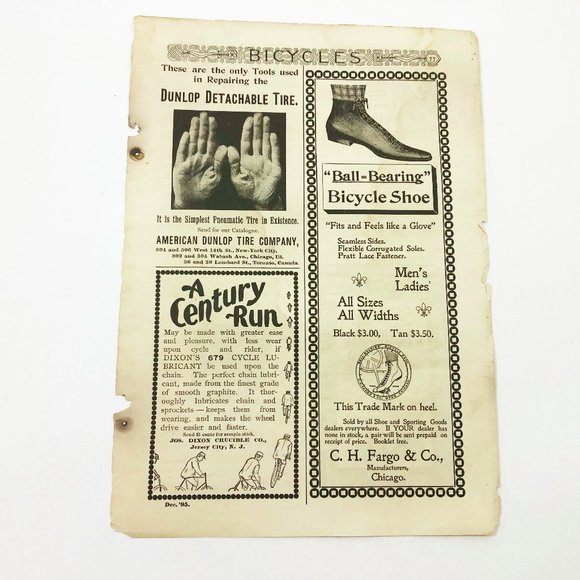 BICYCLES
77
These are the only Tools used
in Repairing the
DUNLOP DETACHABLE TIRE.
It is the Simplest Pneumatic Tire in Existence.
Send for our Catalogue.
AMERICAN DUNLOP TIRE COMPANY,
504 and 506 West 14th St., New-York City.
302 and 304 Wabash Ave., Chicago, Ill.
36 and 38 Lombard St., Toronto, Canada.
A
Century
Run
May be made with greater ease
and pleasure, with less wear
upon cycle and rider, if
DIXON'S 679 CYCLE LU-
BRICANT be used upon the
chain. The perfect chain lubri-
cant, made from the finest grade
of smooth graphite. It thor-
oughly lubricates chain and
sprockets—keeps them from
wearing, and makes the wheel
drive easier and faster.
Send 15 cents for sample stick.
JOS. DIXON CRUCIBLE CO.,
Jersey City, N. J.
Dec. '95.
"Ball-Bearing"
Bicycle Shoe
"Fits and Feels like a Glove"
Seamless Sides.
Flexible Corrugated Soles.
Pratt Lace Fastener.
Men's
Ladies'
All Sizes
All Widths
Black $3.00, Tan $3.50.
This Trade Mark on heel.
Sold by all Shoe and Sporting Goods
dealers everywhere. If YOUR dealer has
none in stock, a pair will be sent prepaid on
receipt of price. Booklet free.
C. H. Fargo & Co.,
Manufacturers,
Chicago.